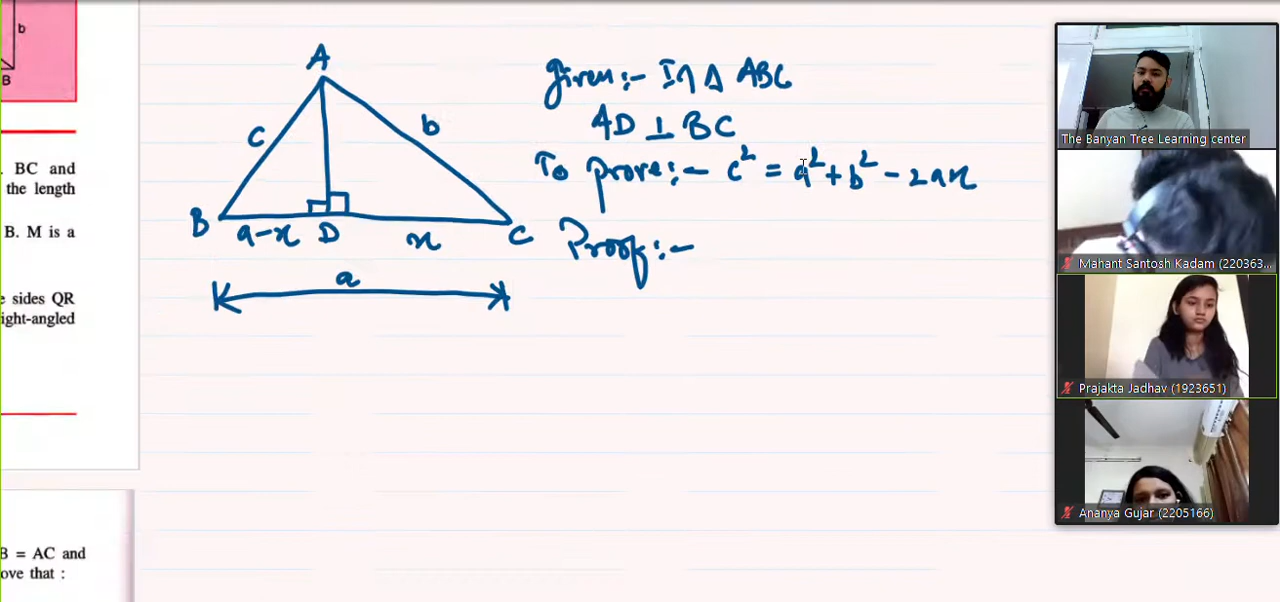 b
B
BC and
the length
B. M is a
e sides QR
ight-angled
B = AC and
ove that :
A
c
b
B
a-x
D
x
C
a
given:- In Δ ABC
AD ⊥ BC
To prove:- c² = a² + b² - 2ax
Proof:-
The Banyan Tree Learning center
Mahant Santosh Kadam (220363...
Prajakta Jadhav (1923651)
Ananya Gujar (2205166)